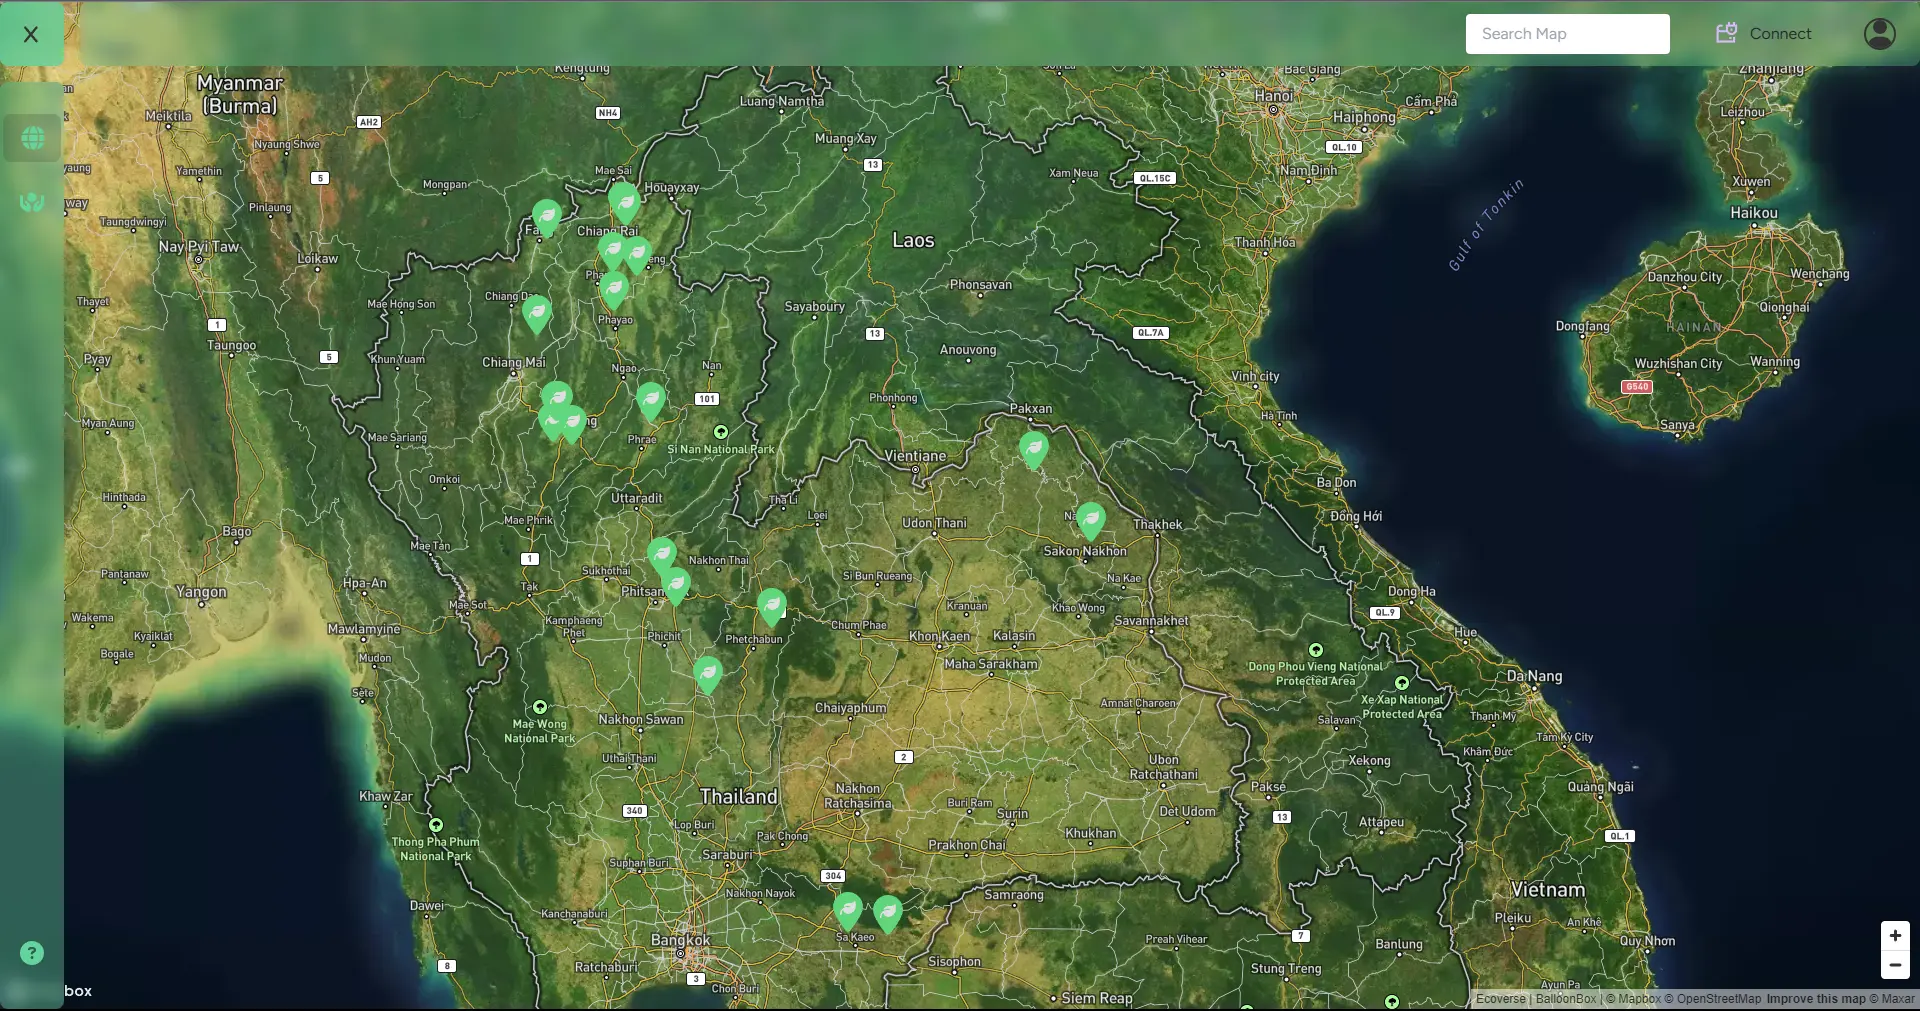 X
Search Map
Connect
Myanmar
(Burma)
Meiktila
Kengtung
AH2
NH4
Luang Namtha
Nyaung Shwe
Muang Xay
Yamethin
5
Mongpan
Mae Sai
Houayxay
13
Xam Neua
QL.15C
Hanoi
Bac Giang
Haiphong
Cẩm Phả
QL.10
Nam Định
Zhanjiang
Leizhou
Xuwen
Haikou
way
Taungdwingyi
Pinlaung
Nay Pyi Taw
Loikaw
Chiang Rai
Laos
Thanh Hóa
Gulf of Tonkin
Danzhou City
Wenchang
Qionghai
Thayet
Mae Hong Son
Sayaboury
Phonsavan
1
Taungoo
5
Phayao
13
QL.7A
Dongfang
HAINAN
Pyay
Khun Yuam
Chiang Mai
Ngao
Nan
Anouvong
Wuzhishan City
Wanning
G540
Vinh city
101
Phonhong
Pakxan
Hà Tĩnh
Sanya
Myan Aung
Mae Sariang
Phrae
Si Nan National Park
Vientiane
Omkoi
Hinthada
Uttaradit
Tha Li
Loei
Ba Don
Bago
Mae Phrik
Udon Thani
Thakhek
Đồng Hới
Mae Tan
1
Nakhon Thai
Sakon Nakhon
Pantanaw
Hpa-An
Sukhothai
Si Bun Rueang
Na Kae
Yangon
Tak
Dong Ha
Mae Sot
Kranuan
Khao Wong
QL.9
Wakema
Kyaiklat
Mawlamyine
Kamphaeng
Phet
Phichit
Phetchabun
Chum Phae
Khon Kaen
Kalasin
Savannakhet
Hue
Bogale
Mudon
Maha Sarakham
Dong Phou Vieng National
Protected Area
Da Nang
Xe Xap National
Protected Area
Mae Wong
National Park
Nakhon Sawan
Chaiyaphum
Amnat Charoen
Salavan
Thạnh Mỹ
Tam Kỳ City
Khâm Đức
Uthai Thani
2
Ubon
Ratchathani
Xekong
Khaw Zar
Thailand
Nakhon
Ratchasima
Pakse
Quảng Ngãi
340
Buri Ram
Surin
Det Udom
13
Attapeu
QL.1
Lop Buri
Pak Chong
Khukhan
Thong Pha Phum
National Park
Saraburi
Prakhon Chai
Suphan Buri
304
Nakhon Nayok
Samraong
Vietnam
Dawei
Kanchanaburi
Sa Kaeo
Pleiku
An Khê
Bangkok
7
Preah Vihear
Banlung
Quy Nhơn
8
Ratchaburi
3
Chon Buri
Sisophon
Stung Treng
Siem Reap
Ayun Pa
?
box
+
−
Ecoverse | BalloonBox | © Mapbox © OpenStreetMap Improve this map © Maxar